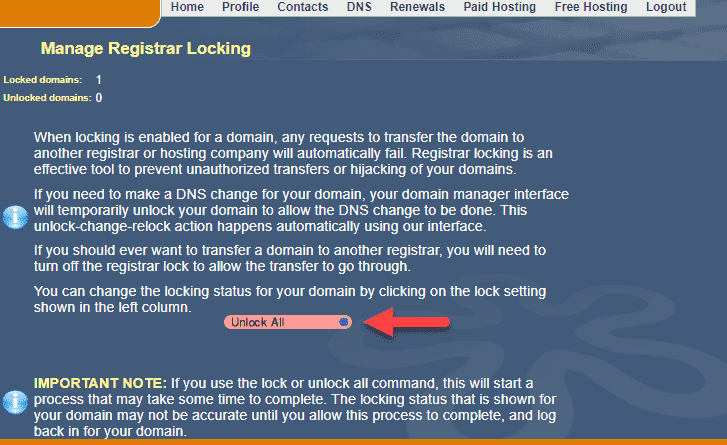 Home Profile Contacts DNS Renewals Paid Hosting Free Hosting Logout
Manage Registrar Locking
Locked domains: 1
Unlocked domains: 0
When locking is enabled for a domain, any requests to transfer the domain to
another registrar or hosting company will automatically fail. Registrar locking is an
effective tool to prevent unauthorized transfers or hijacking of your domains.
If you need to make a DNS change for your domain, your domain manager interface
will temporarily unlock your domain to allow the DNS change to be done. This
unlock-change-relock action happens automatically using our interface.
If you should ever want to transfer a domain to another registrar, you will need to
turn off the registrar lock to allow the transfer to go through.
You can change the locking status for your domain by clicking on the lock setting
shown in the left column.
Unlock All
IMPORTANT NOTE: If you use the lock or unlock all command, this will start a
process that may take some time to complete. The locking status that is shown for
your domain may not be accurate until you allow this process to complete, and log
back in for your domain.